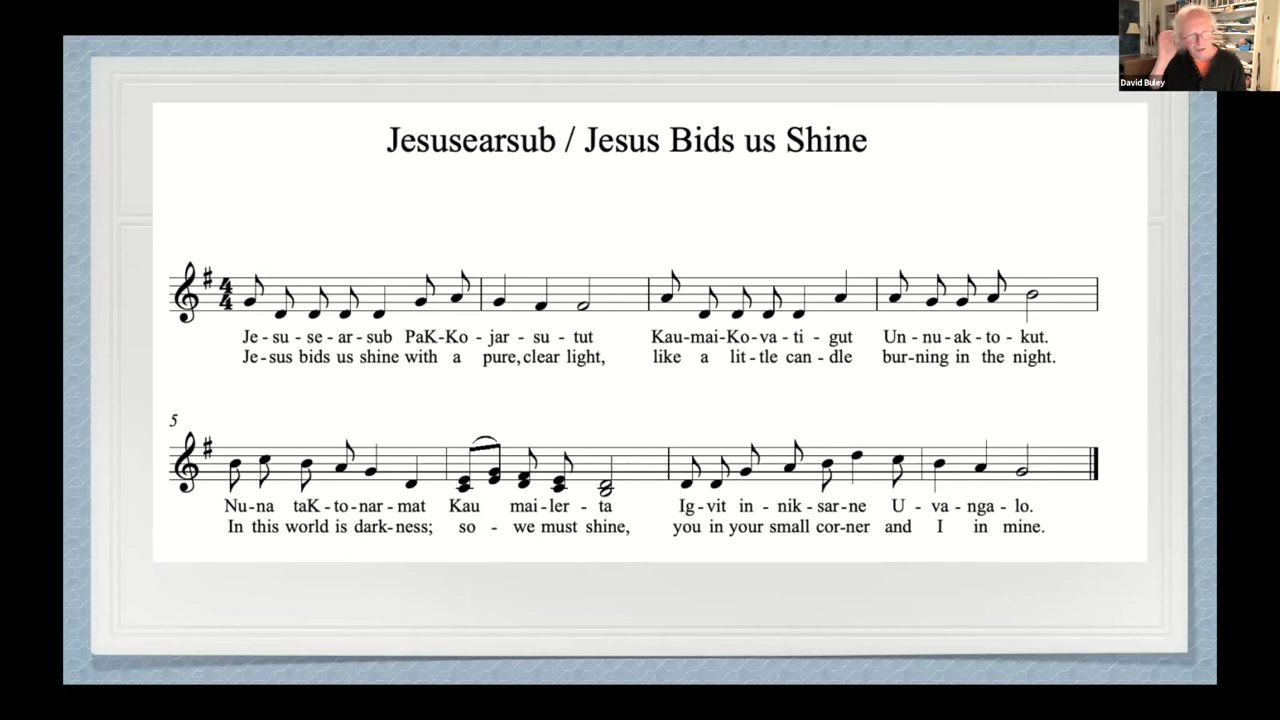 David Buley
Jesusearsub / Jesus Bids us Shine
4
4
Je - su - se - ar - sub PaK - Ko - jar - su - tut Kau - mai - Ko - va - ti - gut Un - nu - ak - to - kut.
Je - sus bids us shine with a pure, clear light, like a lit - tle can - dle bur - ning in the night.
5
Nu - na taK - to - nar - mat Kau mai - ler - ta Ig - vit in - nik - sar - ne U - va - nga - lo.
In this world is dark - ness; so - we must shine, you in your small cor - ner and I in mine.